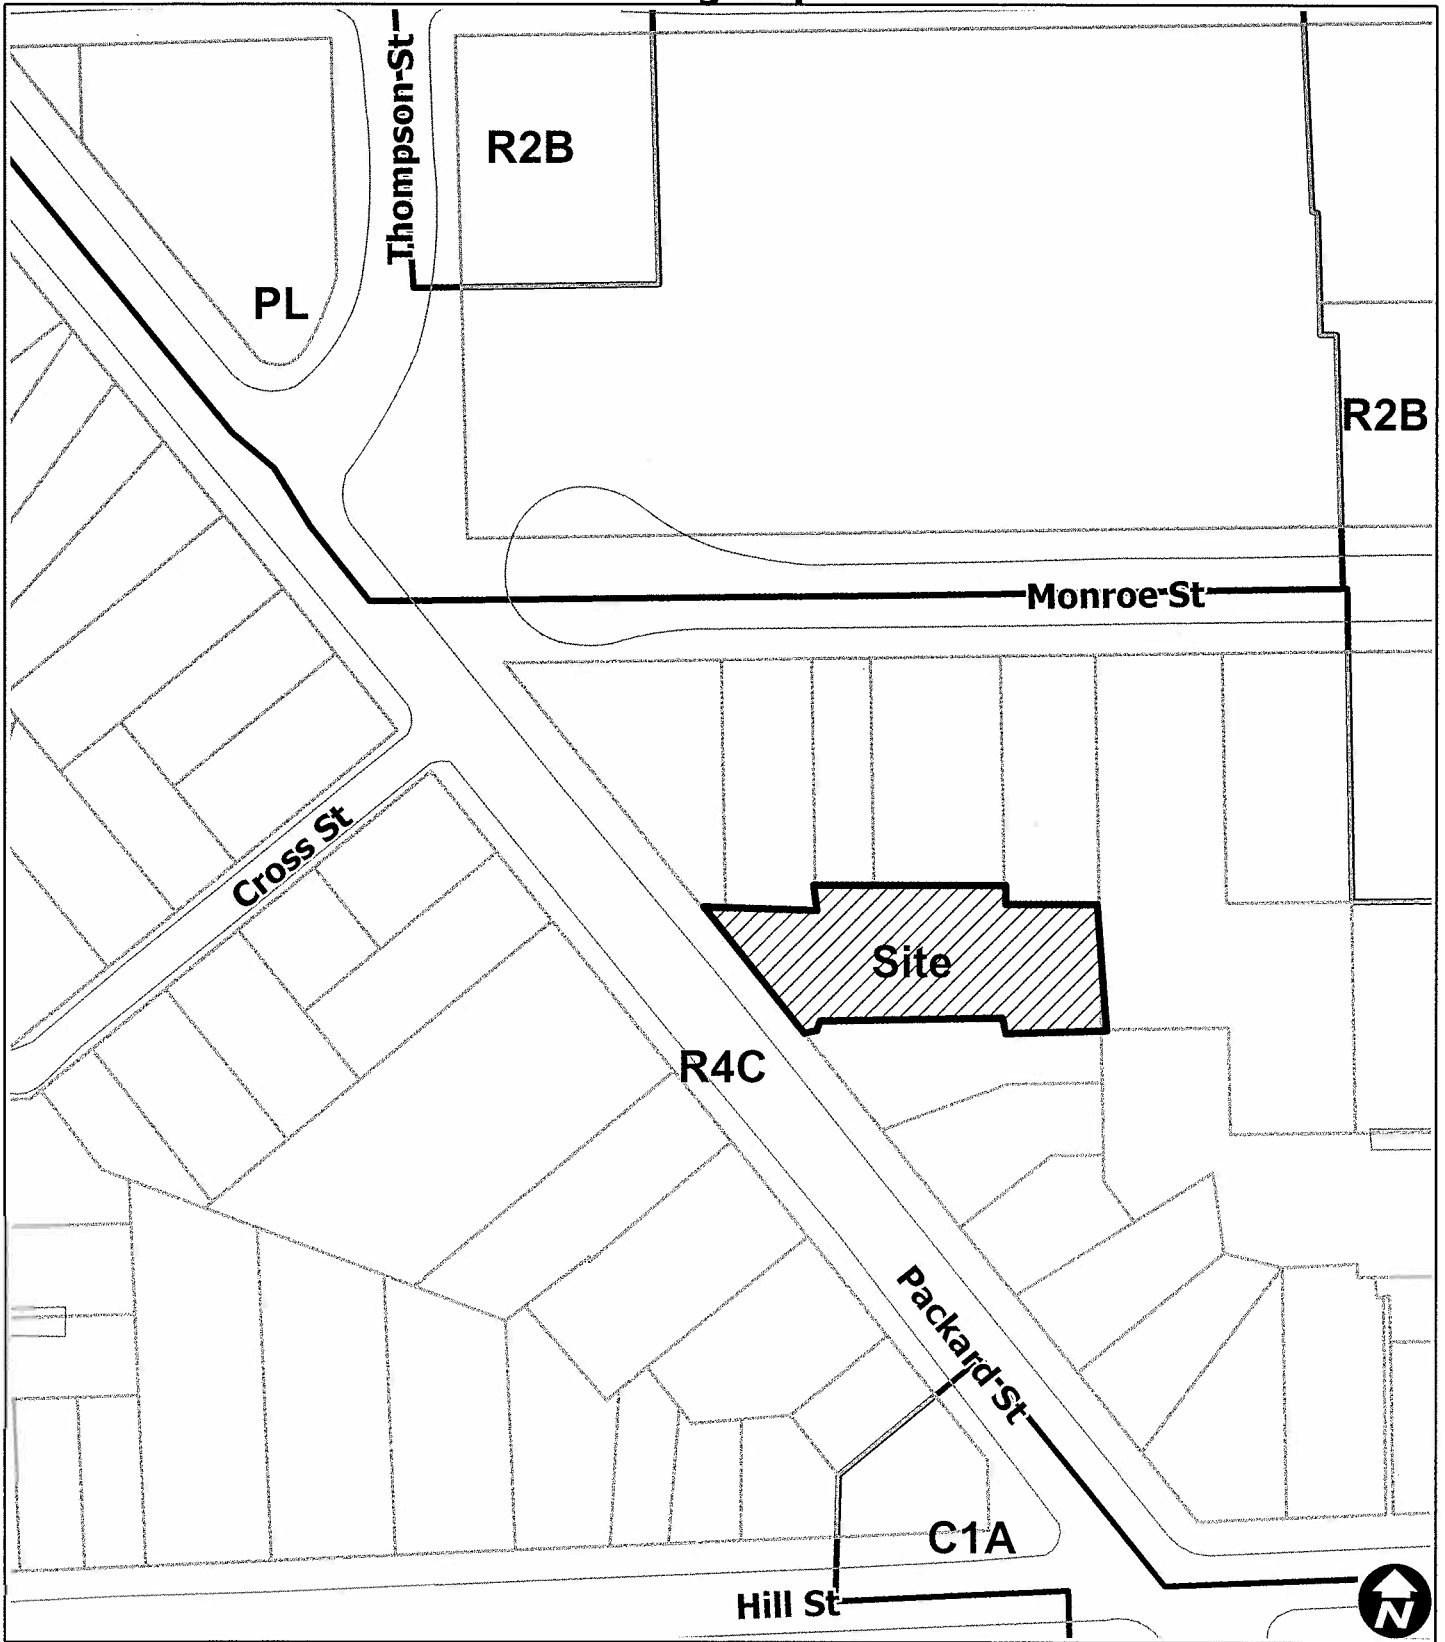 Thompson St
R2B
PL
R2B
Monroe St
Cross St
Site
R4C
Packard St
C1A
Hill St
N